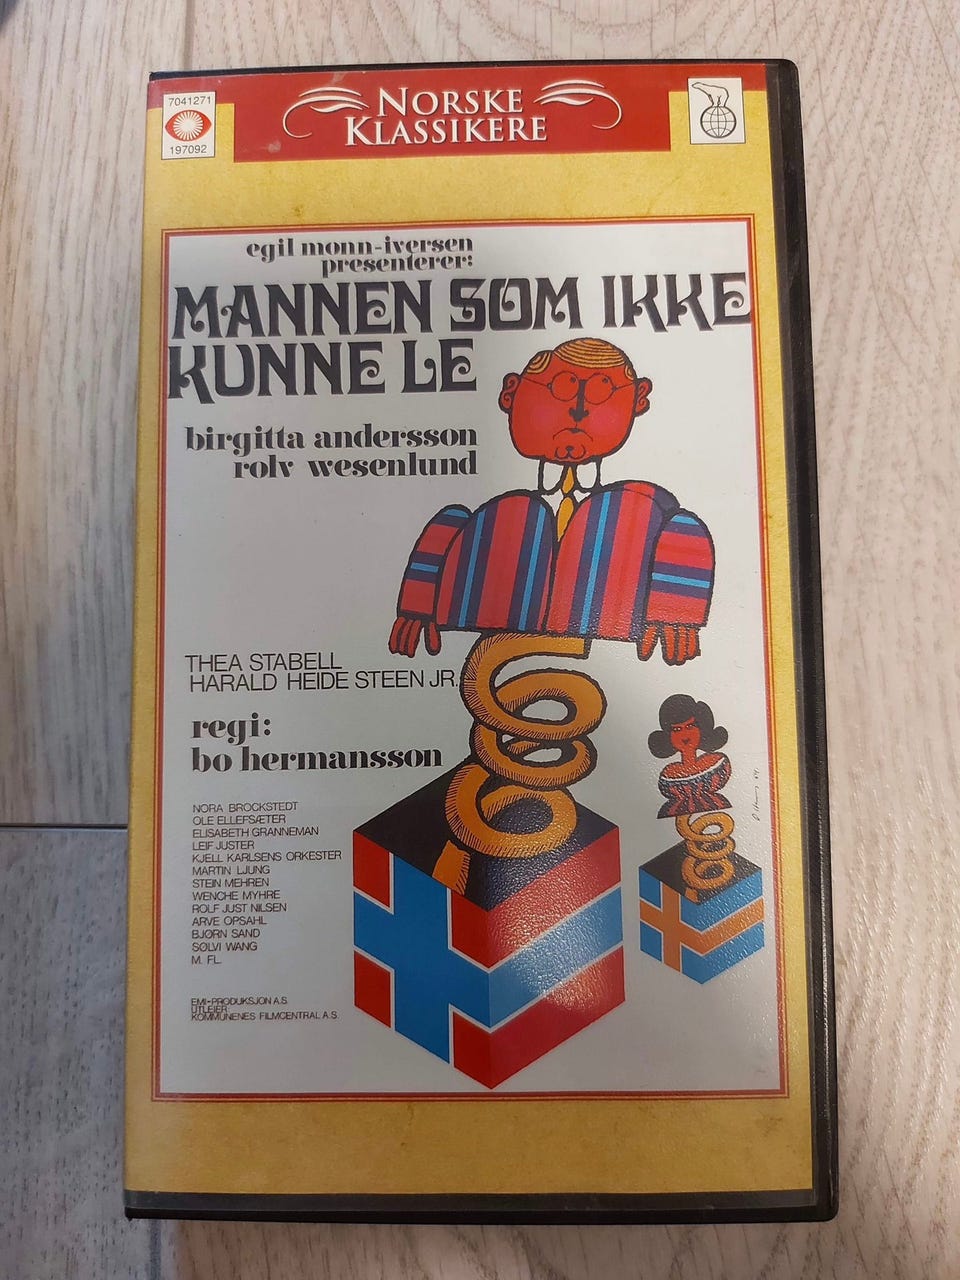 7041271
197092
NORSKE
KLASSIKERE
egil monn-iversen
presenterer:
MANNEN SOM IKKE
KUNNE LE
birgitta andersson
rolv wesenlund
THEA STABELL
HARALD HEIDE STEEN JR.
regi:
bo hermansson
NORA BROCKSTEDT
OLE ELLEFSÆTER
ELISABETH GRANNEMAN
LEIF JUSTER
KJELL KARLSENS ORKESTER
MARTIN LJUNG
STEIN MEHREN
WENCHE MYHRE
ROLF JUST NILSEN
ARVE OPSAHL
BJØRN SAND
SØLVI WANG
M. FL.
EMI-PRODUKSJON A.S.
UTLEIER
KOMMUNENES FILMCENTRAL A.S.